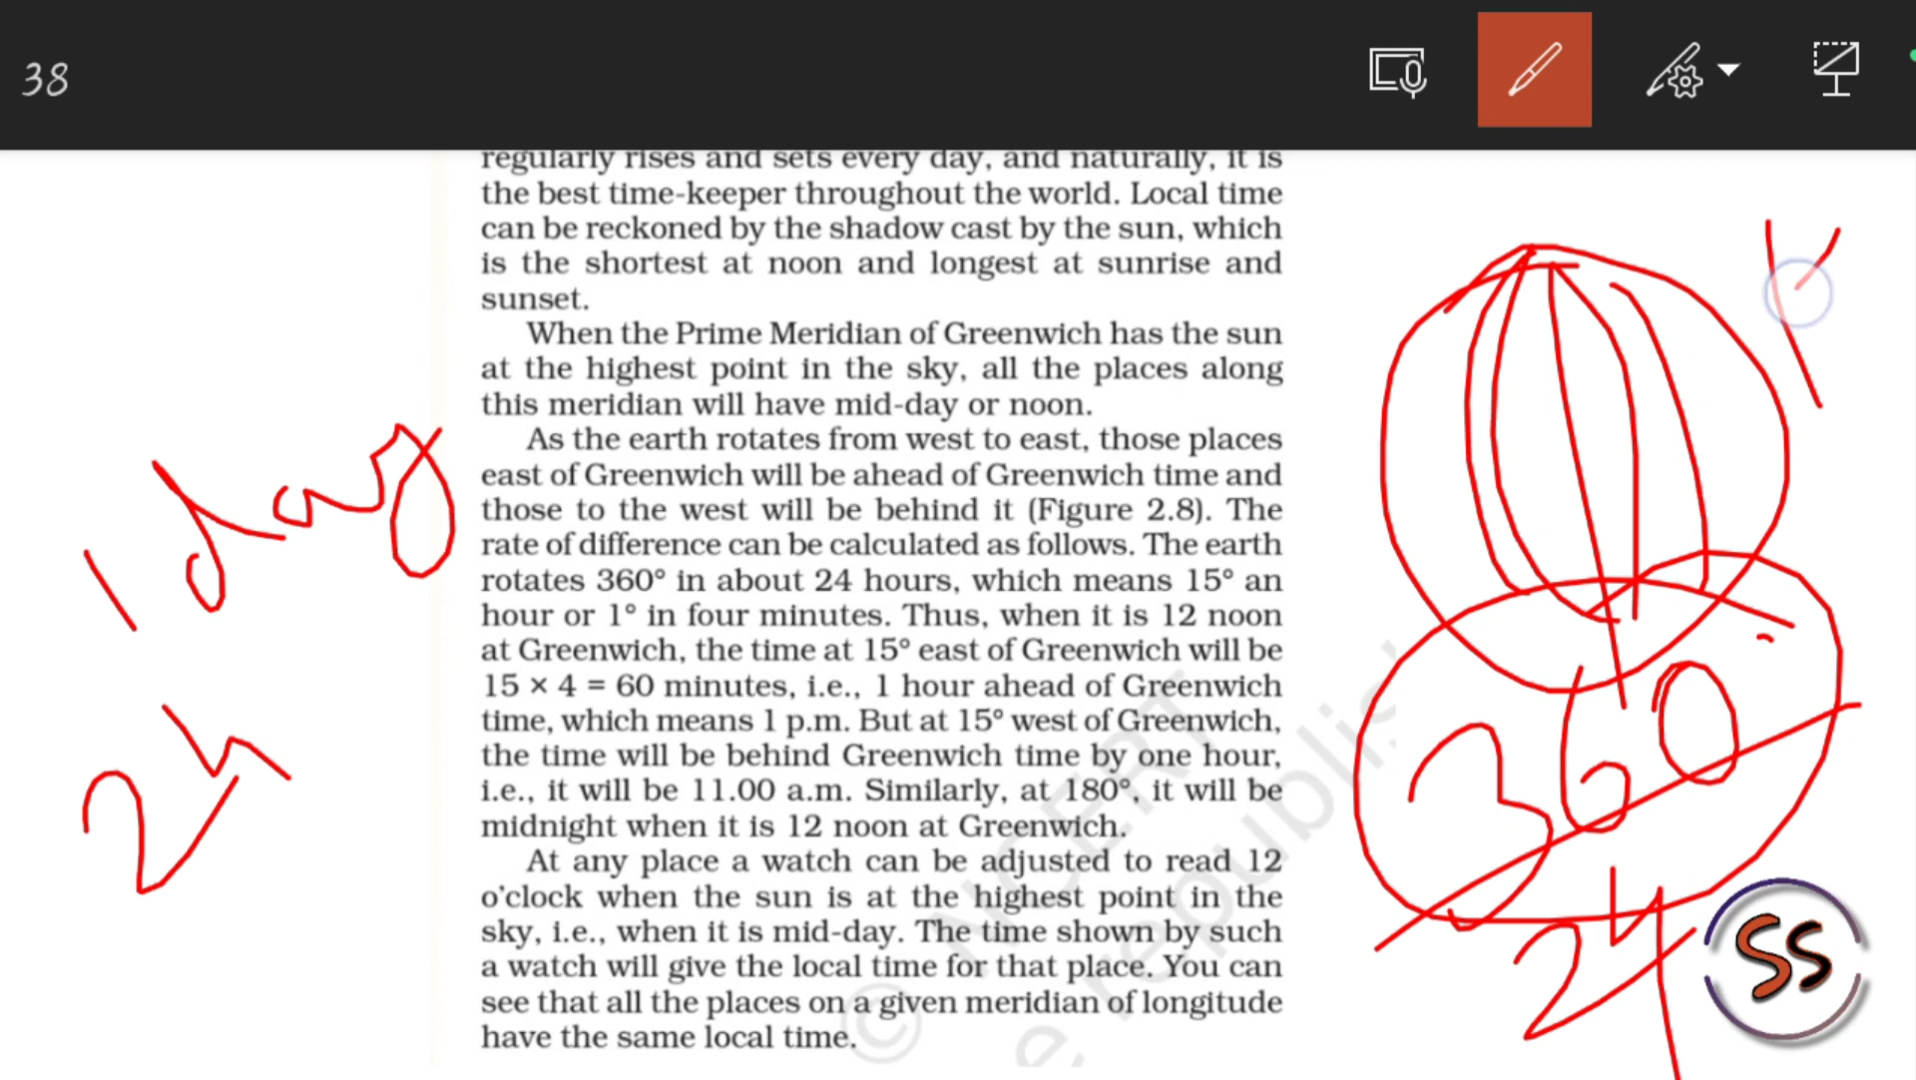 38
regularly rises and sets every day, and naturally, it is
the best time-keeper throughout the world. Local time
can be reckoned by the shadow cast by the sun, which
is the shortest at noon and longest at sunrise and
sunset.
When the Prime Meridian of Greenwich has the sun
at the highest point in the sky, all the places along
this meridian will have mid-day or noon.
As the earth rotates from west to east, those places
east of Greenwich will be ahead of Greenwich time and
those to the west will be behind it (Figure 2.8). The
rate of difference can be calculated as follows. The earth
rotates 360° in about 24 hours, which means 15° an
hour or 1° in four minutes. Thus, when it is 12 noon
at Greenwich, the time at 15° east of Greenwich will be
15 × 4 = 60 minutes, i.e., 1 hour ahead of Greenwich
time, which means 1 p.m. But at 15° west of Greenwich,
the time will be behind Greenwich time by one hour,
i.e., it will be 11.00 a.m. Similarly, at 180°, it will be
midnight when it is 12 noon at Greenwich.
At any place a watch can be adjusted to read 12
o'clock when the sun is at the highest point in the
sky, i.e., when it is mid-day. The time shown by such
a watch will give the local time for that place. You can
see that all the places on a given meridian of longitude
have the same local time.
1 day
24
360
24
SS
© NCERT
republis